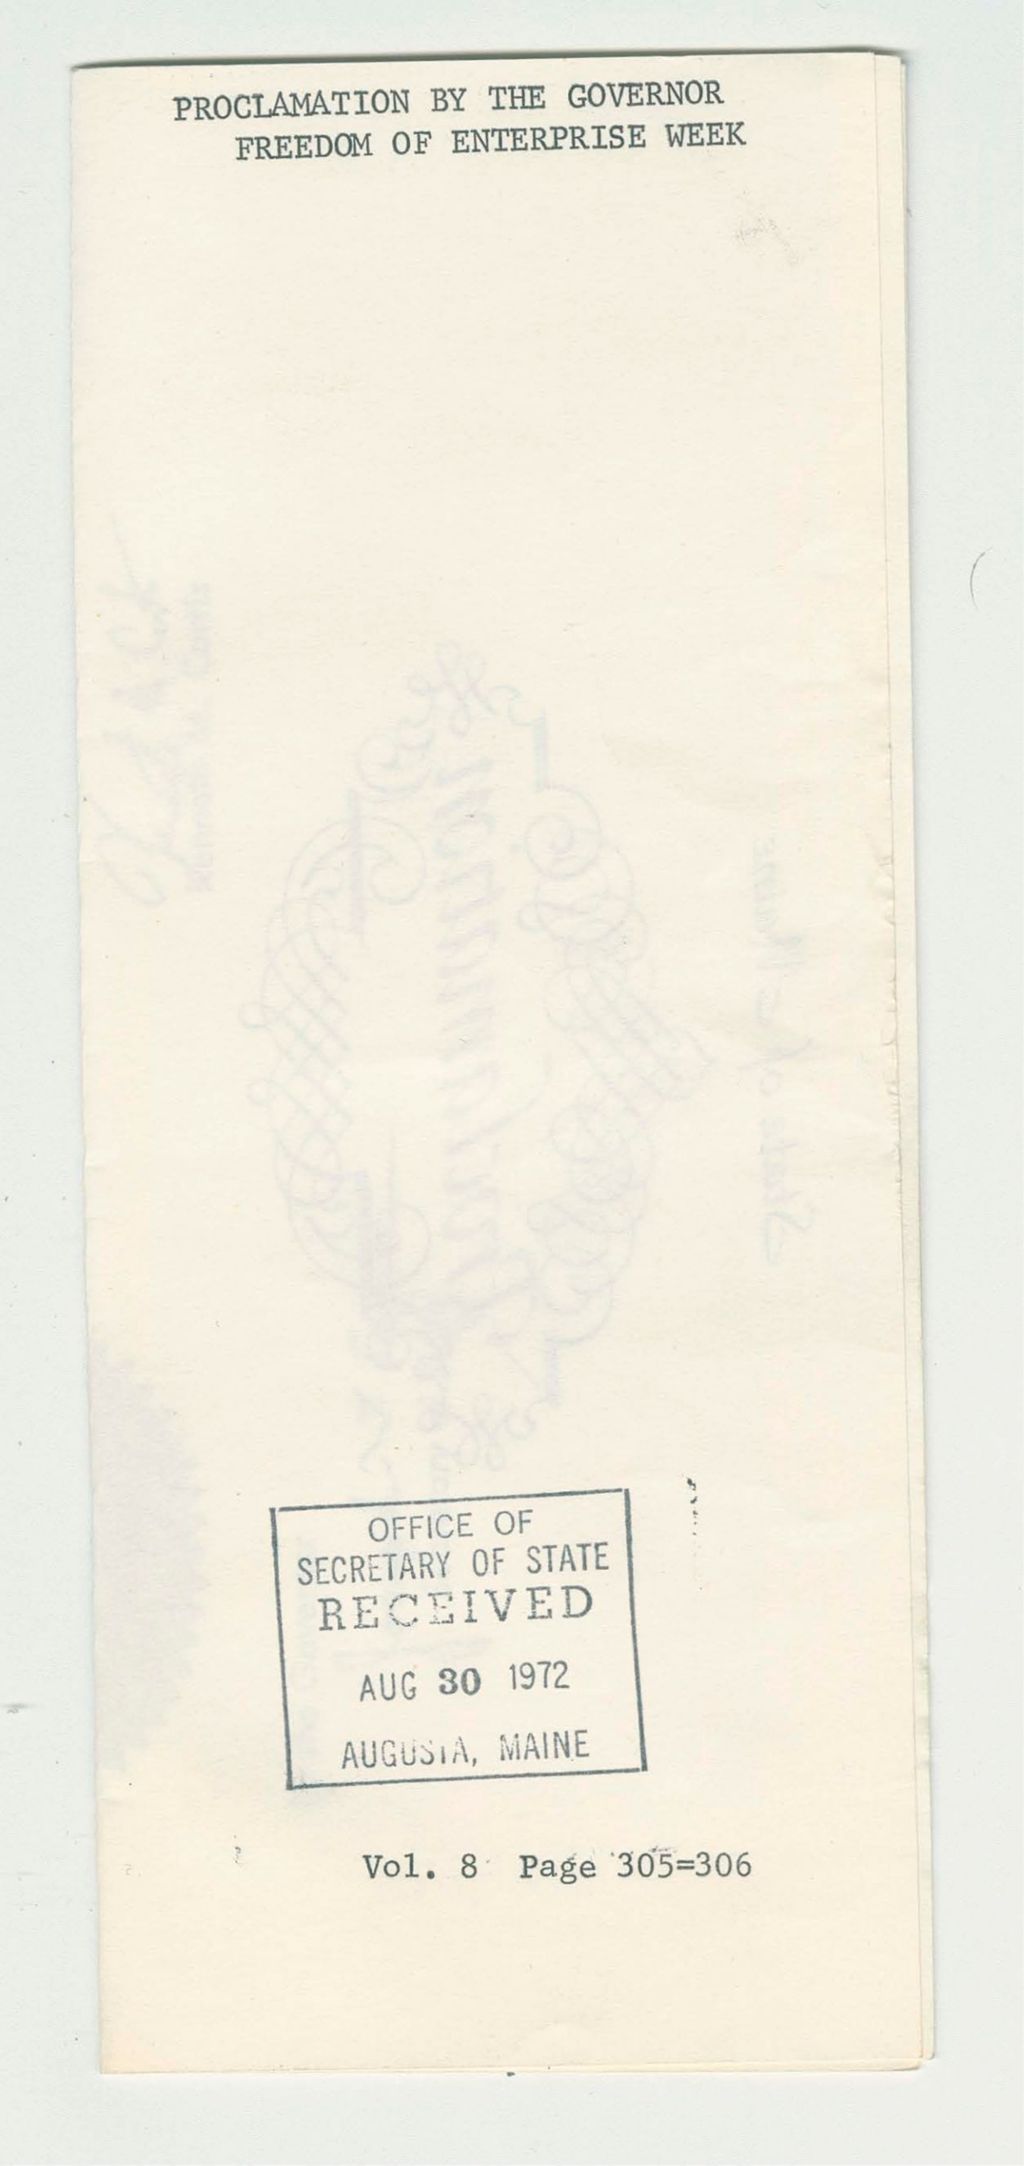 PROCLAMATION BY THE GOVERNOR
FREEDOM OF ENTERPRISE WEEK
OFFICE OF
SECRETARY OF STATE
RECEIVED
AUG 30 1972
AUGUSTA, MAINE
Vol. 8 Page 305=306